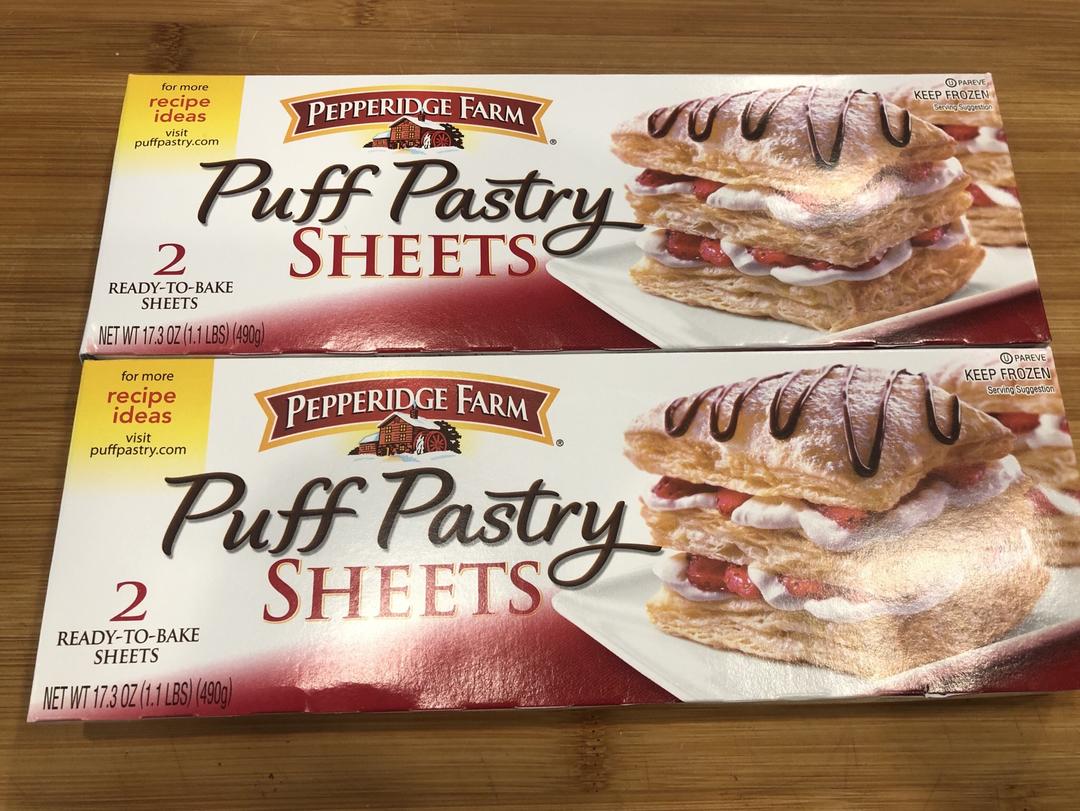 for more
recipe
ideas
visit
puffpastry.com
PEPPERIDGE FARM®
Puff Pastry
SHEETS
2
READY-TO-BAKE
SHEETS
NET WT 17.3 OZ (1.1 LBS) (490g)
U PAREVE
KEEP FROZEN
Serving Suggestion
for more
recipe
ideas
visit
puffpastry.com
PEPPERIDGE FARM®
Puff Pastry
SHEETS
2
READY-TO-BAKE
SHEETS
NET WT 17.3 OZ (1.1 LBS) (490g)
U PAREVE
KEEP FROZEN
Serving Suggestion